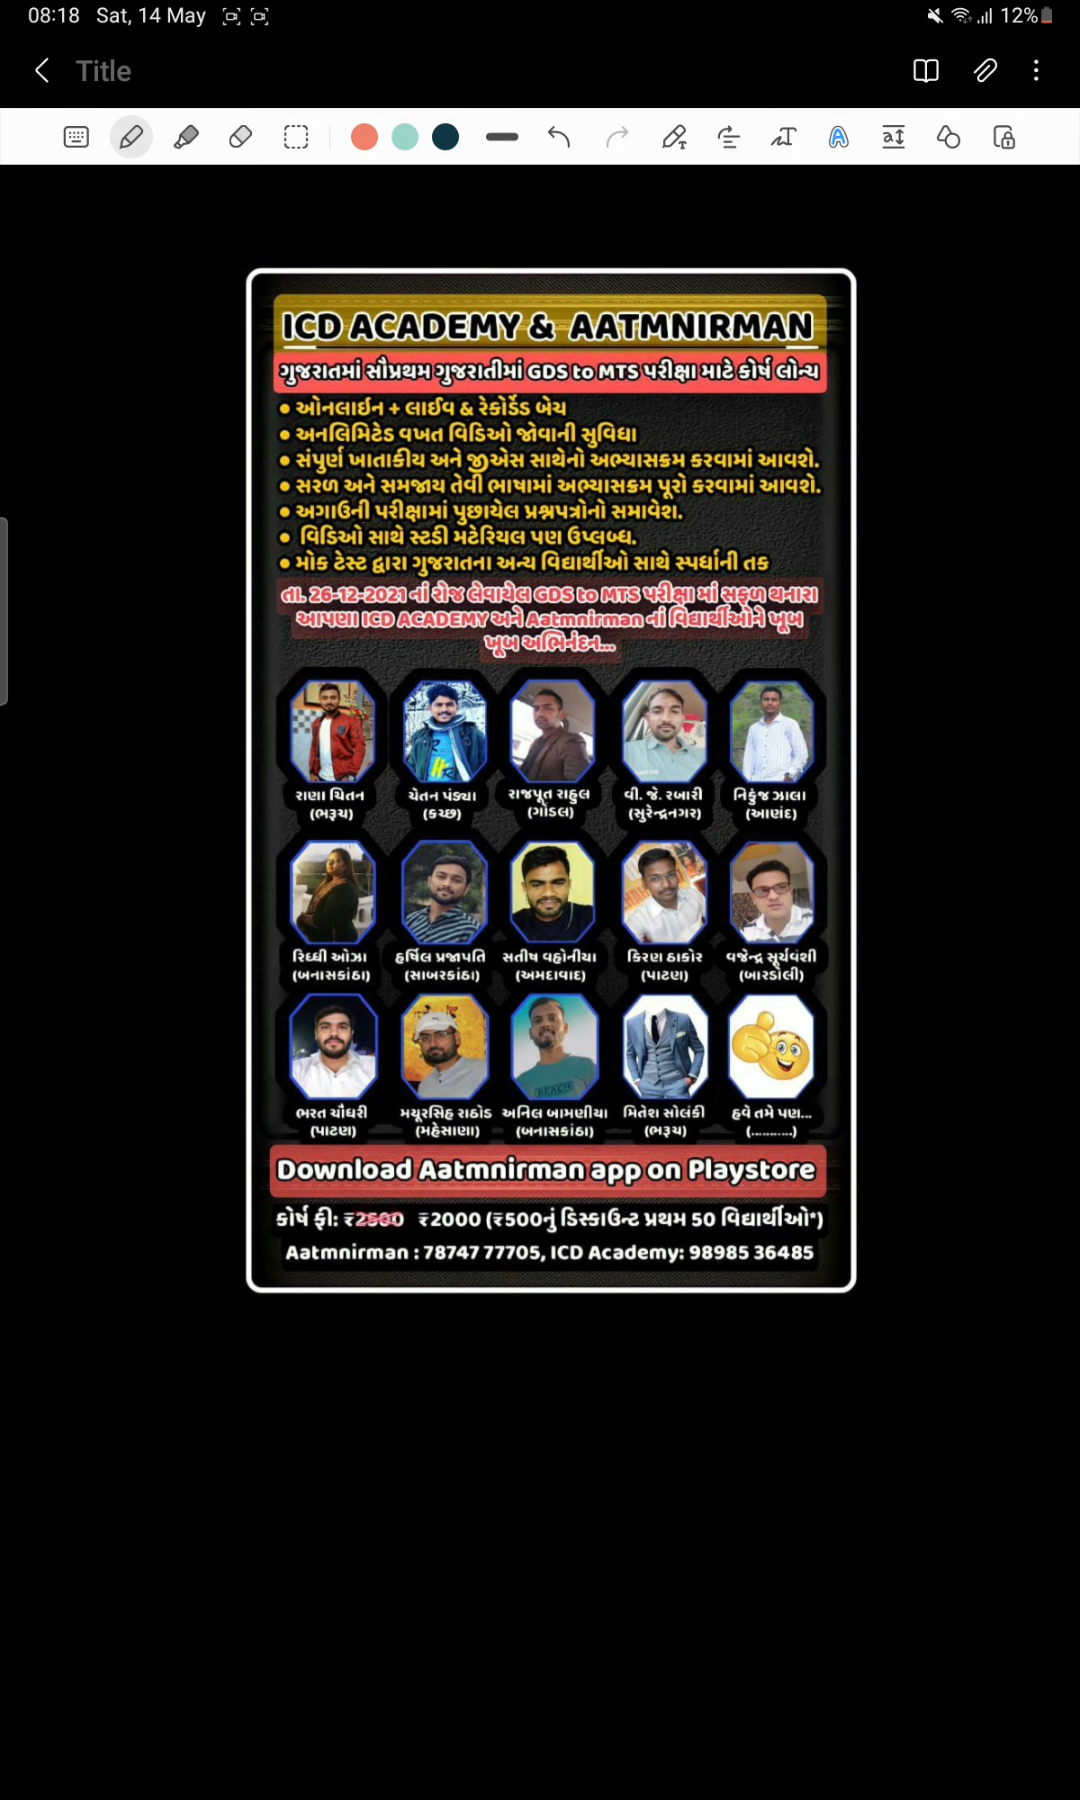 08:18 Sat, 14 May
12%
Title
ICD ACADEMY & AATMNIRMAN
ગુજરાતમાં સૌપ્રથમ ગુજરાતીમાં GDS to MTS પરીક્ષા માટે કોર્ષ લોન્ચ
• ઓનલાઇન + લાઈવ & રેકોર્ડેડ બેચ
• અનલિમિટેડ વખત વિડિઓ જોવાની સુવિધા
• સંપુર્ણ ખાતાકીય અને જીએસ સાથેનો અભ્યાસક્રમ કરવામાં આવશે.
• સરળ અને સમજાય તેવી ભાષામાં અભ્યાસક્રમ પૂરો કરવામાં આવશે.
• અગાઉની પરીક્ષામાં પુછાયેલ પ્રશ્નપત્રોનો સમાવેશ.
• વિડિઓ સાથે સ્ટડી મટેરિયલ પણ ઉપ્લબ્ધ.
• મોક ટેસ્ટ દ્વારા ગુજરાતના અન્ય વિદ્યાર્થીઓ સાથે સ્પર્ધાની તક
તા. 26-12-2021 નાં રોજ લેવાયેલ GDS to MTS પરીક્ષા માં સફળ થનારા
આપણા ICD ACADEMY અને Aatmnirman નાં વિદ્યાર્થીઓને ખૂબ
ખૂબ અભિનંદન...
રાણા ચિતન ચેતન પંડ્યા રાજપૂત રાહુલ વી. જે. રબારી નિકુંજ ઝાલા
(ભરૂચ) (કચ્છ) (ગોંડલ) (સુરેન્દ્રનગર) (આણંદ)
રિધ્ધી ઓઝા હર્ષિલ પ્રજાપતિ સતીષ વહોનીયા કિરણ ઠાકોર વજેન્દ્ર સૂર્યવંશી
(બનાસકાંઠા) (સાબરકાંઠા) (અમદાવાદ) (પાટણ) (બારડોલી)
BEACH
ભરત ચૌધરી મયૂરસિંહ રાઠોડ અનિલ બામણીયા મિતેશ સોલંકી હવે તમે પણ...
(પાટણ) (મહેસાણા) (બનાસકાંઠા) (ભરૂચ) (..........)
Download Aatmnirman app on Playstore
કોર્ષ ફી: ₹2500 ₹2000 (₹500નું ડિસ્કાઉન્ટ પ્રથમ 50 વિદ્યાર્થીઓ*)
Aatmnirman : 78747 77705, ICD Academy: 98985 36485